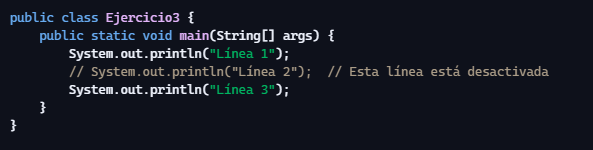 public class Ejercicio3 {
    public static void main(String[] args) {
        System.out.println("Línea 1");
        // System.out.println("Línea 2");  // Esta línea está desactivada
        System.out.println("Línea 3");
    }
}